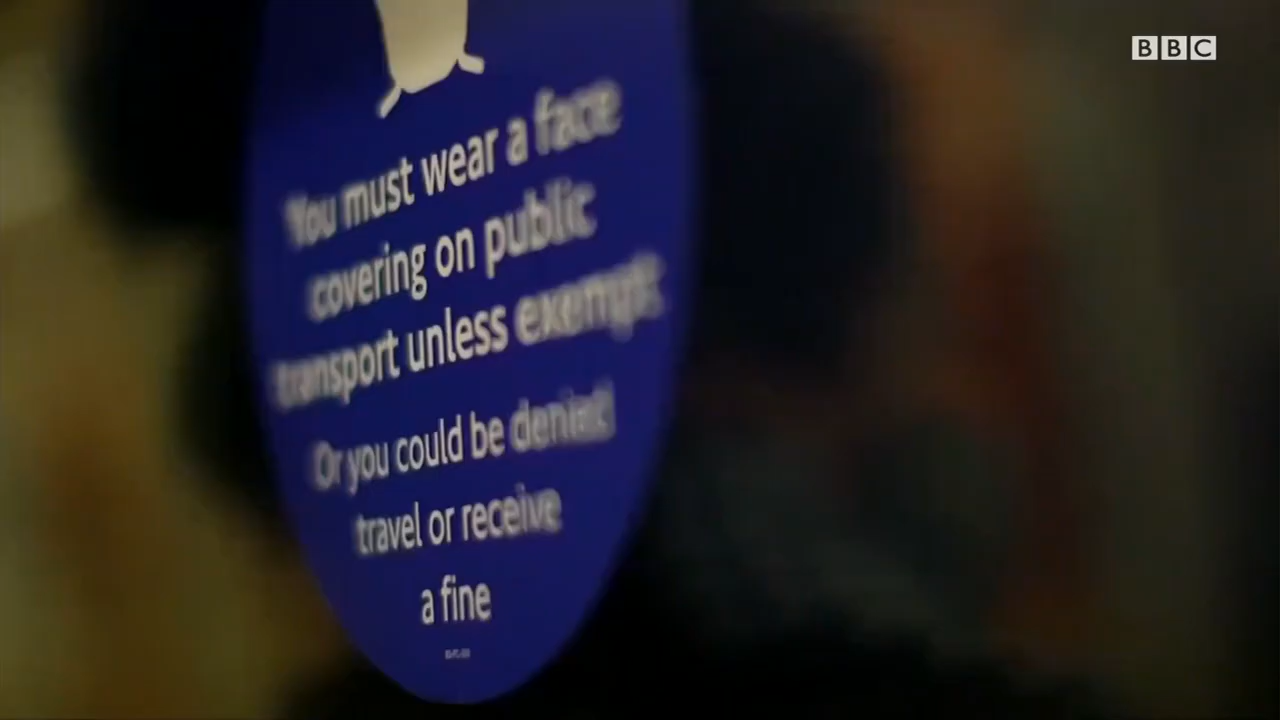 BBC
You must wear a face
covering on public
transport unless exempt
Or you could be denied
travel or receive
a fine